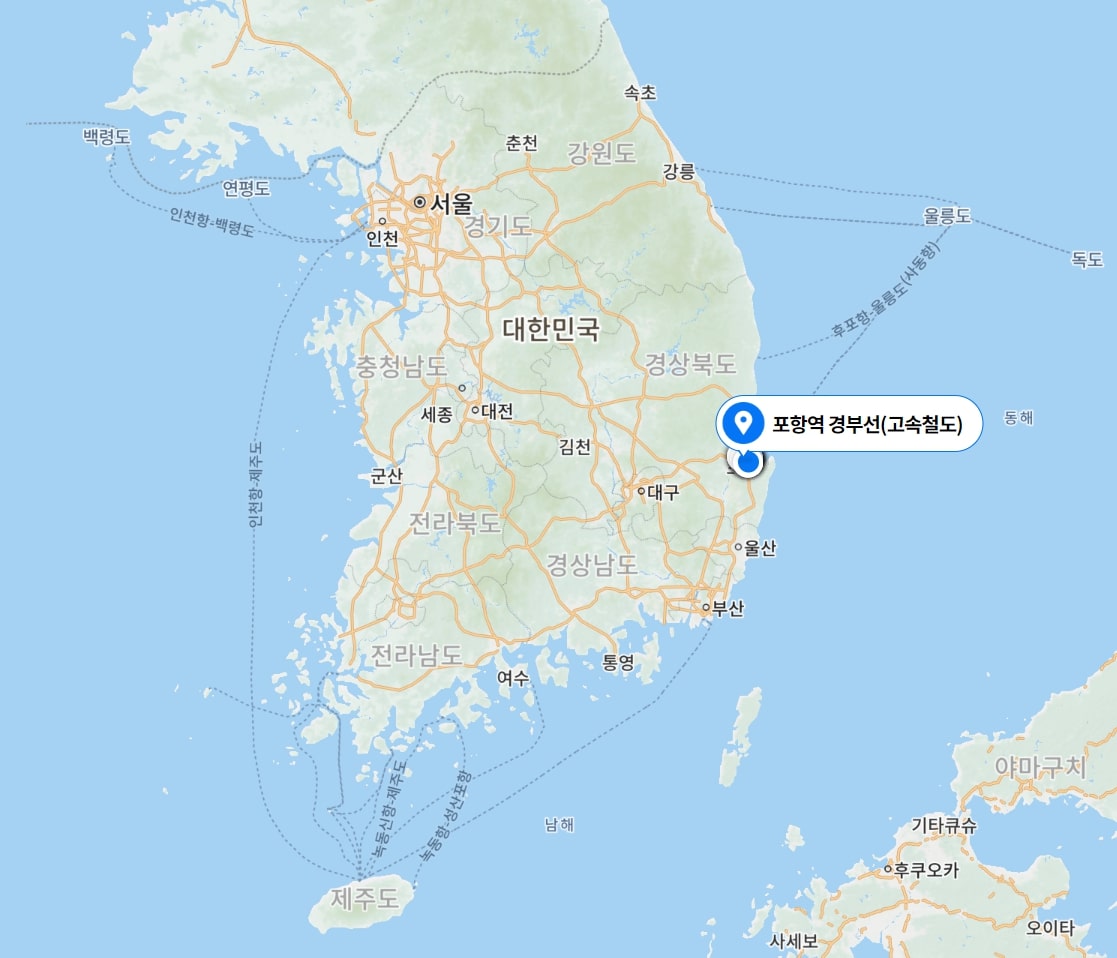 속초
백령도
춘천
강원도
강릉
연평도
서울
인천항-백령도
경기도
울릉도
인천
독도
후포항-울릉도(사동항)
대한민국
충청남도
경상북도
세종
대전
포항역 경부선(고속철도)
동해
김천
인천항-제주도
군산
대구
전라북도
울산
경상남도
부산
전라남도
통영
여수
야마구치
녹동신항-제주도
녹동항-성산포항
남해
기타큐슈
후쿠오카
제주도
오이타
사세보